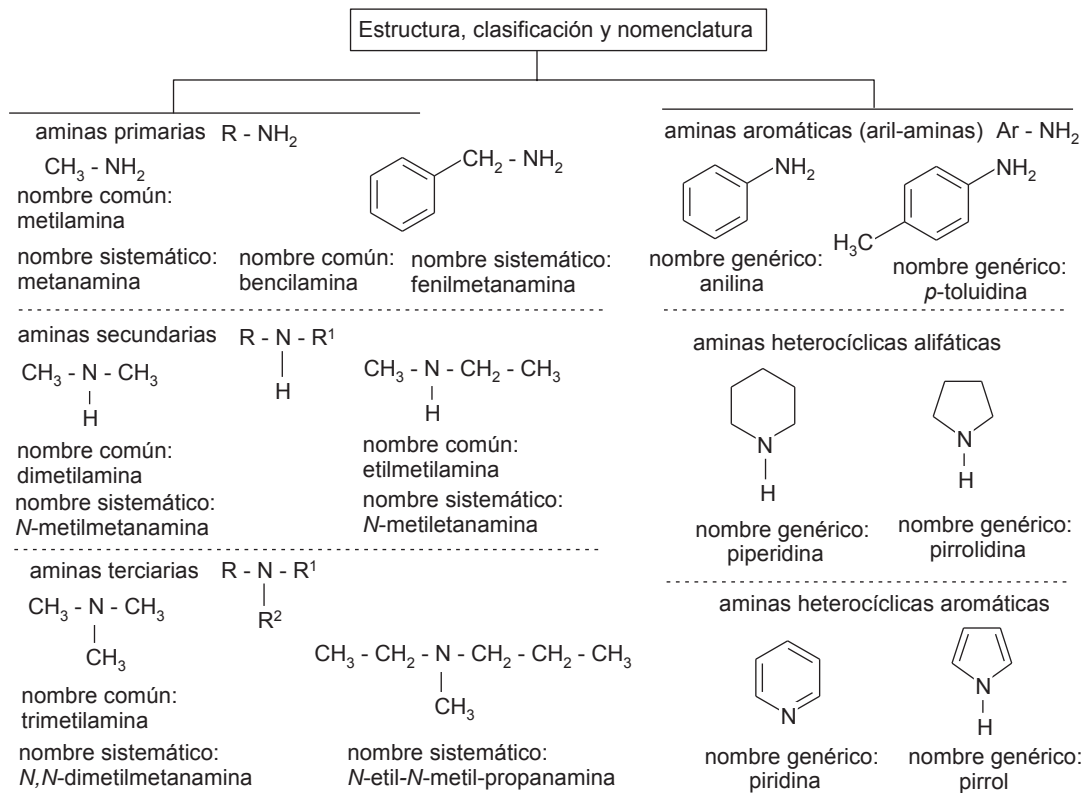 Estructura, clasificación y nomenclatura
aminas primarias R - NH₂
CH₃ - NH₂
nombre común:
metilamina
nombre sistemático:
metanamina
CH₂ - NH₂
nombre común:
bencilamina
nombre sistemático:
fenilmetanamina
aminas secundarias R - N - R¹
H
CH₃ - N - CH₃
H
nombre común:
dimetilamina
nombre sistemático:
N-metilmetanamina
CH₃ - N - CH₂ - CH₃
H
nombre común:
etilmetilamina
nombre sistemático:
N-metiletanamina
aminas terciarias R - N - R¹
R²
CH₃ - N - CH₃
CH₃
nombre común:
trimetilamina
nombre sistemático:
N,N-dimetilmetanamina
CH₃ - CH₂ - N - CH₂ - CH₂ - CH₃
CH₃
nombre sistemático:
N-etil-N-metil-propanamina
aminas aromáticas (aril-aminas) Ar - NH₂
NH₂
nombre genérico:
anilina
NH₂
H₃C
nombre genérico:
p-toluidina
aminas heterocíclicas alifáticas
N
H
nombre genérico:
piperidina
N
H
nombre genérico:
pirrolidina
aminas heterocíclicas aromáticas
N
nombre genérico:
piridina
N
H
nombre genérico:
pirrol